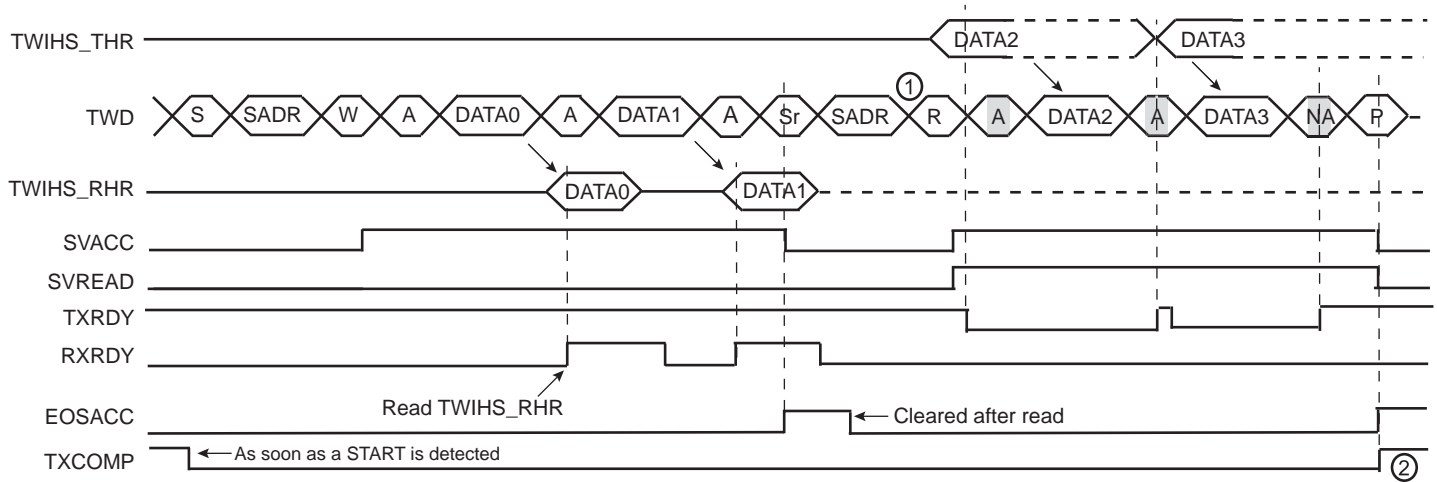 TWIHS_THR DATA2 DATA3
①
TWD S SADR W A DATA0 A DATA1 A Sr SADR R A DATA2 A DATA3 NA P
TWIHS_RHR DATA0 DATA1
SVACC
SVREAD
TXRDY
RXRDY
Read TWIHS_RHR
EOSACC Cleared after read
TXCOMP As soon as a START is detected ②